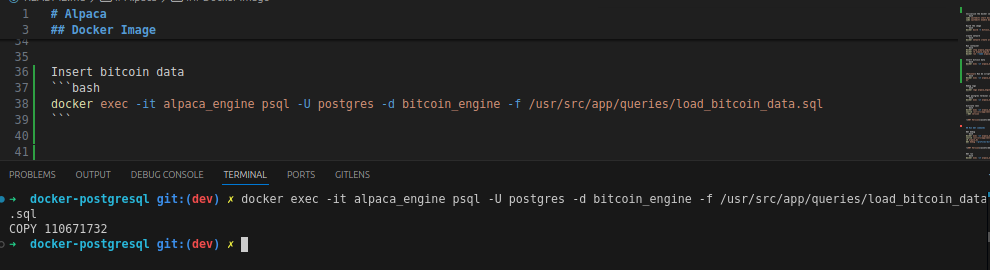 1 # Alpaca
3 ## Docker Image
34
35
36 Insert bitcoin data
37 ```bash
38 docker exec -it alpaca_engine psql -U postgres -d bitcoin_engine -f /usr/src/app/queries/load_bitcoin_data.sql
39 ```
40
41
PROBLEMS OUTPUT DEBUG CONSOLE TERMINAL PORTS GITLENS
➜ docker-postgresql git:(dev) ✗ docker exec -it alpaca_engine psql -U postgres -d bitcoin_engine -f /usr/src/app/queries/load_bitcoin_data
.sql
COPY 110671732
➜ docker-postgresql git:(dev) ✗